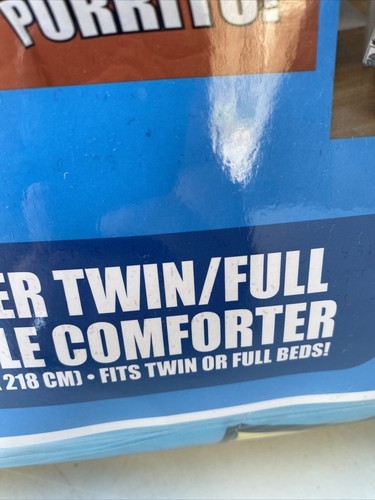 PURRITO!
ER TWIN/FULL
LE COMFORTER
218 CM) • FITS TWIN OR FULL BEDS!